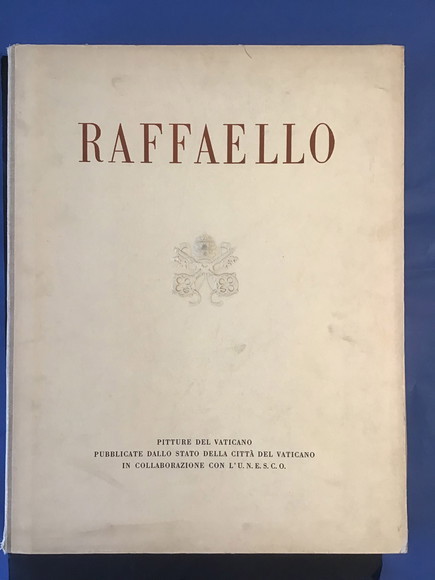 RAFFAELLO
PITTURE DEL VATICANO
PUBBLICATE DALLO STATO DELLA CITTÀ DEL VATICANO
IN COLLABORAZIONE CON L'U.N.E.S.C.O.